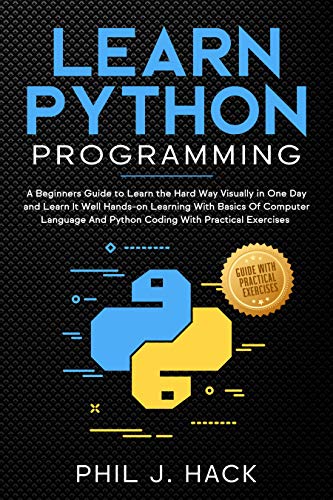 LEARN
PYTHON
PROGRAMMING
A Beginners Guide to Learn the Hard Way Visually in One Day
and Learn It Well Hands-on Learning With Basics Of Computer
Language And Python Coding With Practical Exercises
GUIDE WITH
PRACTICAL
EXERCISES
PHIL J. HACK